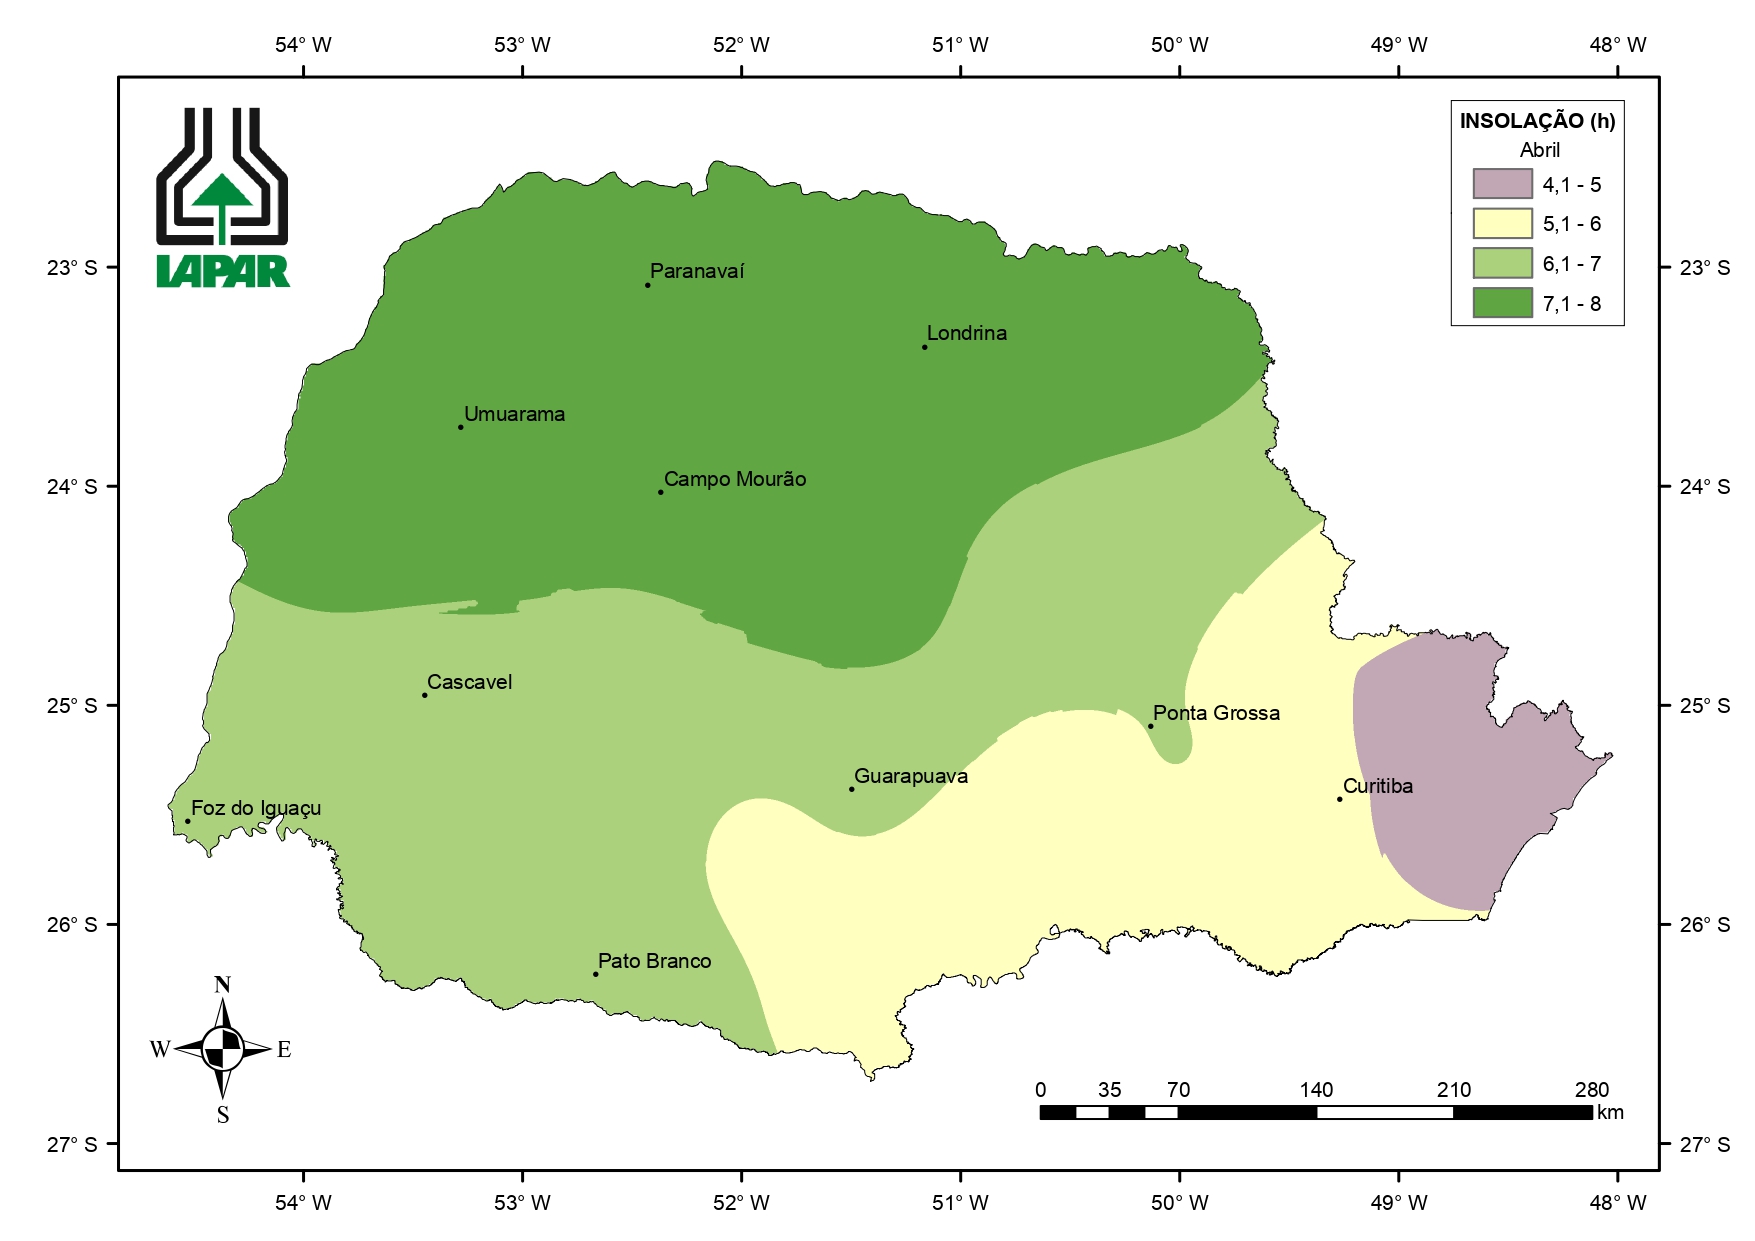 54° W 53° W 52° W 51° W 50° W 49° W 48° W
INSOLAÇÃO (h)
Abril
4,1 - 5
5,1 - 6
6,1 - 7
7,1 - 8
IAPAR
23° S 23° S
Paranavaí
Londrina
Umuarama
Campo Mourão
24° S 24° S
Cascavel
25° S 25° S
Ponta Grossa
Guarapuava
Curitiba
Foz do Iguaçu
26° S 26° S
Pato Branco
N
W E
S
0 35 70 140 210 280
km
27° S 27° S
54° W 53° W 52° W 51° W 50° W 49° W 48° W